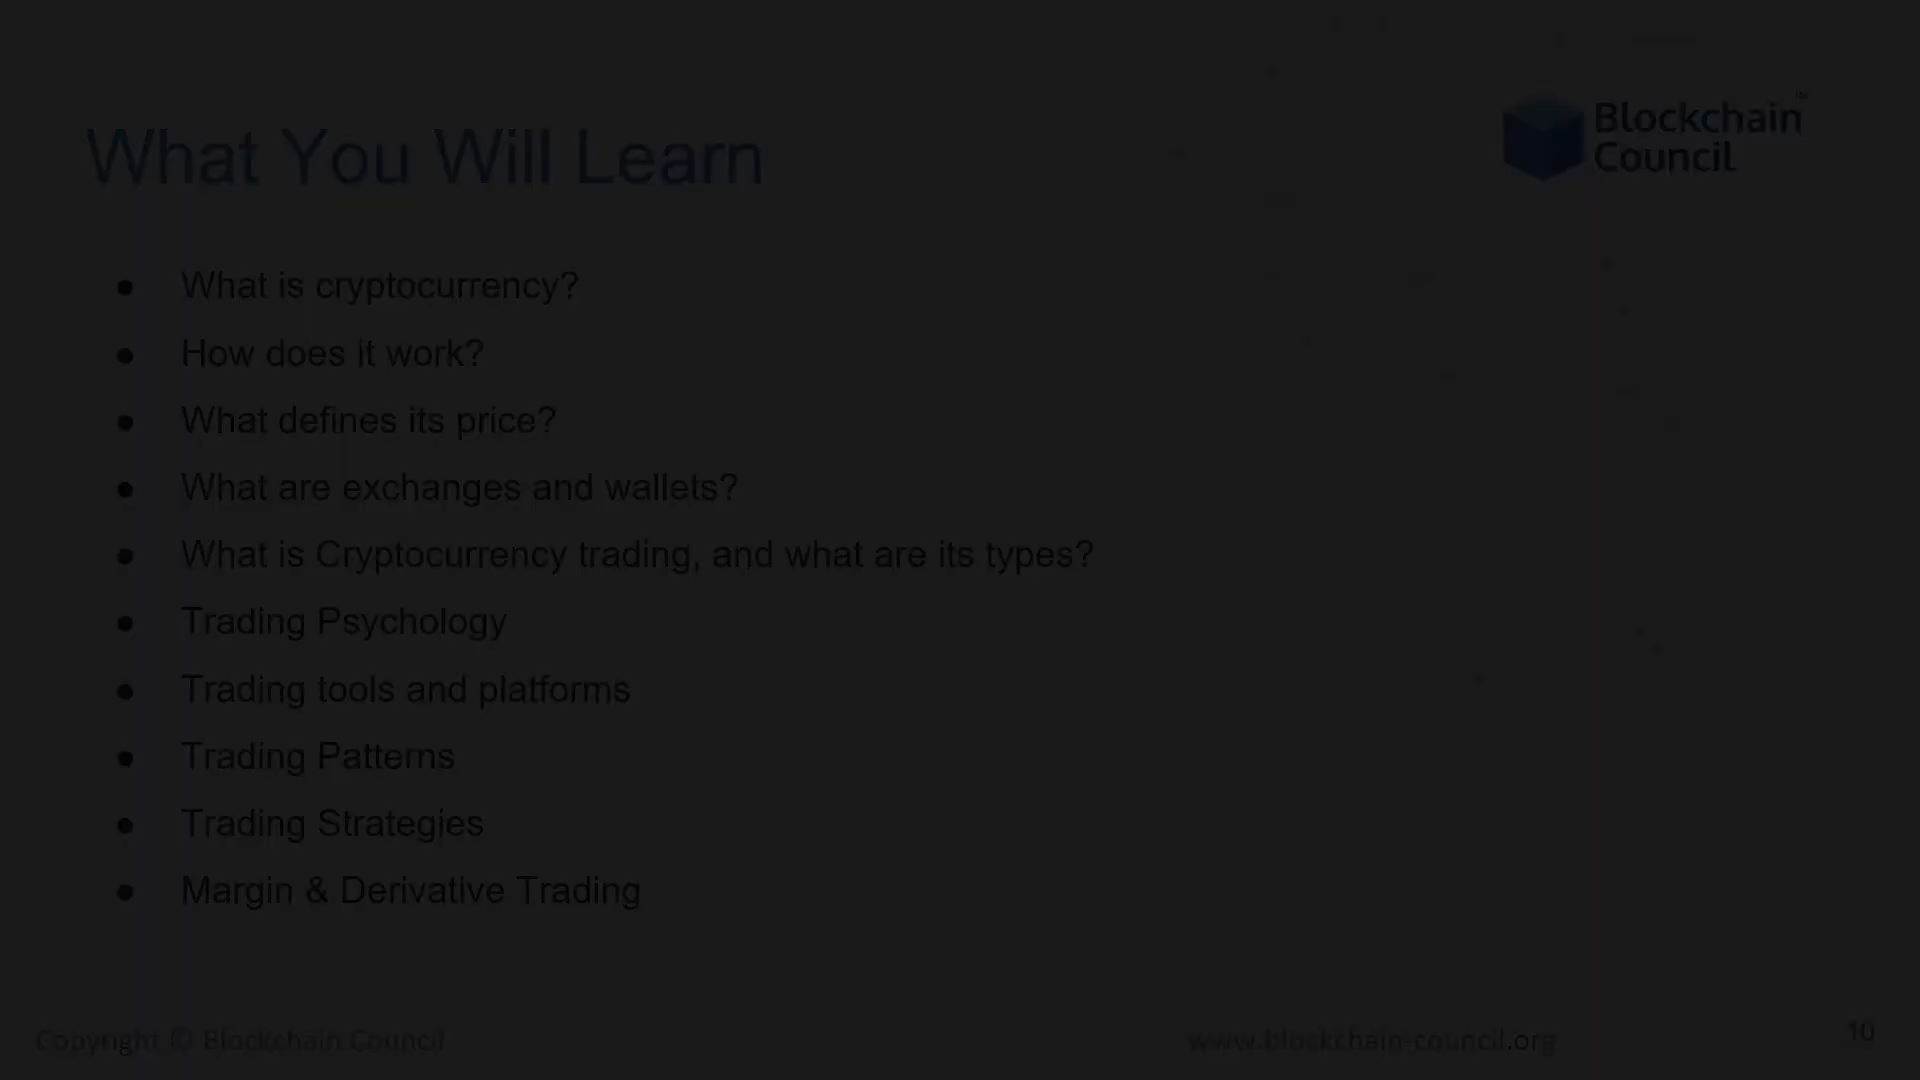 Blockchain™
Council
What You Will Learn
● What is cryptocurrency?
● How does it work?
● What defines its price?
● What are exchanges and wallets?
● What is Cryptocurrency trading, and what are its types?
● Trading Psychology
● Trading tools and platforms
● Trading Patterns
● Trading Strategies
● Margin & Derivative Trading
Copyright © Blockchain Council
www.blockchain-council.org
10